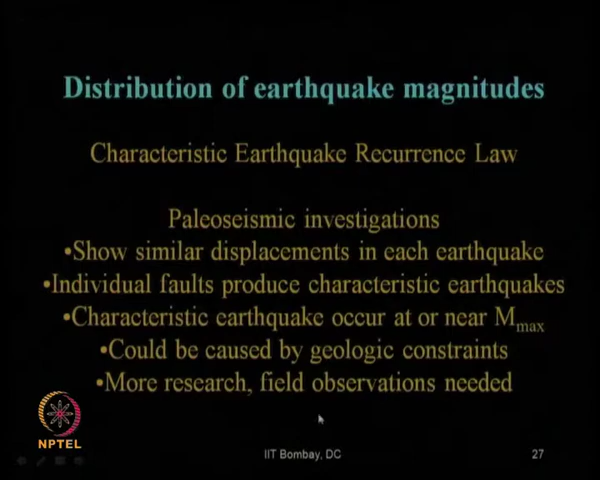 Distribution of earthquake magnitudes
Characteristic Earthquake Recurrence Law
Paleoseismic investigations
•Show similar displacements in each earthquake
•Individual faults produce characteristic earthquakes
•Characteristic earthquake occur at or near Mmax
•Could be caused by geologic constraints
•More research, field observations needed
NPTEL
IIT Bombay, DC
27